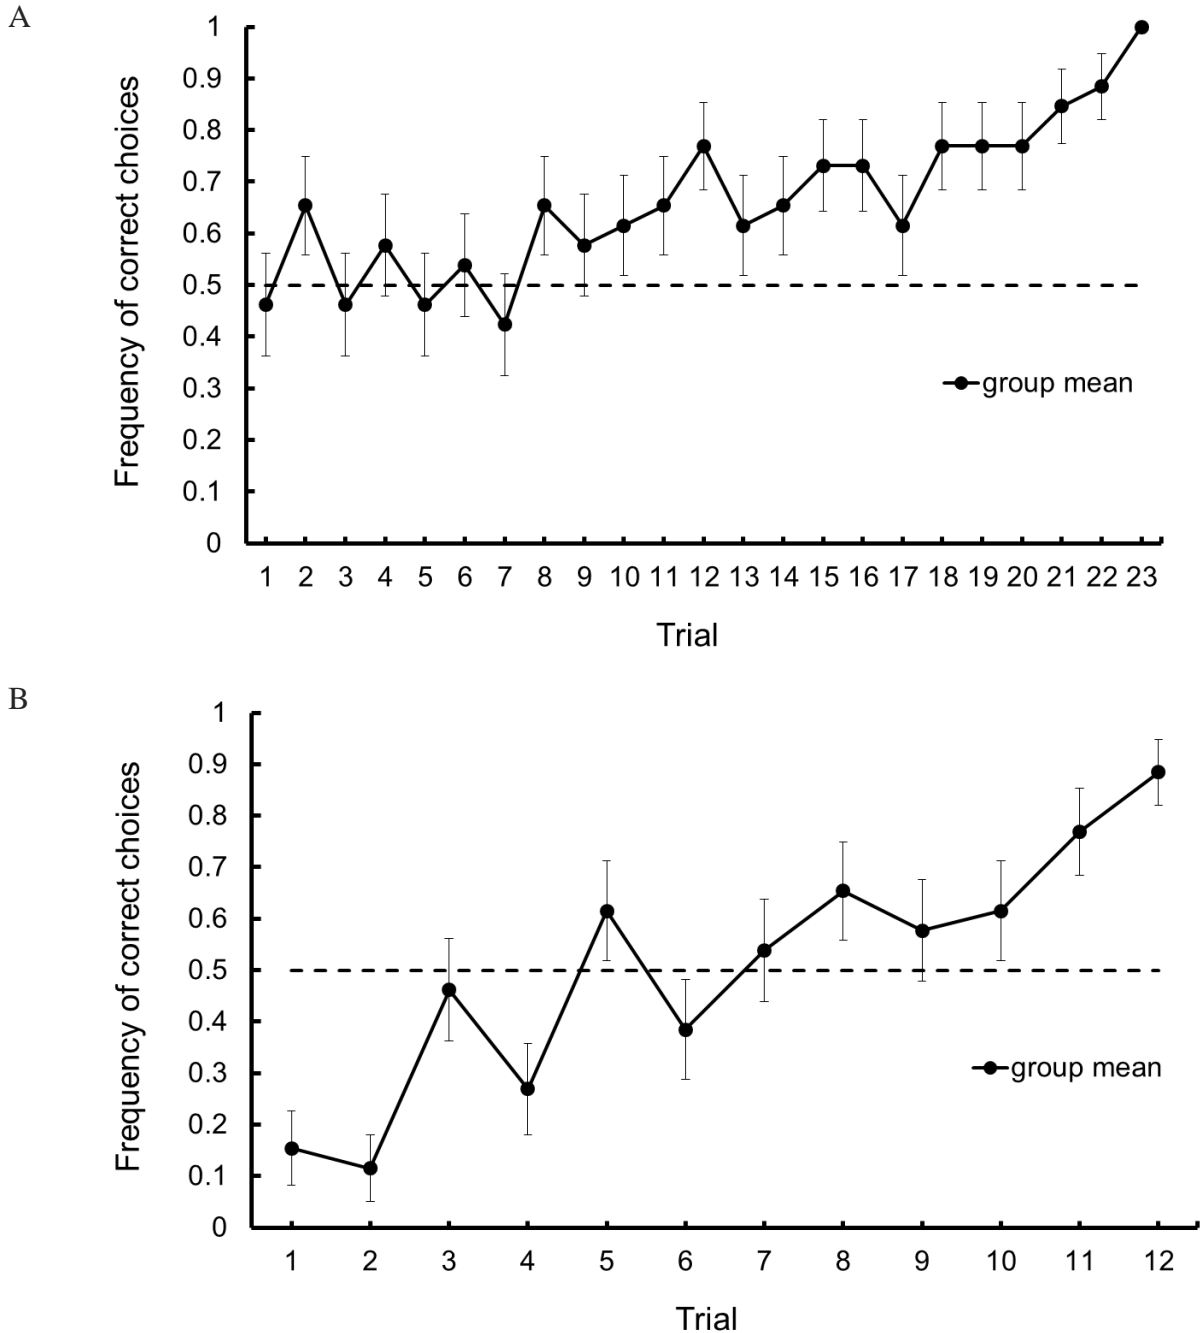 A
Frequency of correct choices
1
0.9
0.8
0.7
0.6
0.5
0.4
0.3
0.2
0.1
0
group mean
1 2 3 4 5 6 7 8 9 10 11 12 13 14 15 16 17 18 19 20 21 22 23
Trial
B
Frequency of correct choices
1
0.9
0.8
0.7
0.6
0.5
0.4
0.3
0.2
0.1
0
group mean
1 2 3 4 5 6 7 8 9 10 11 12
Trial